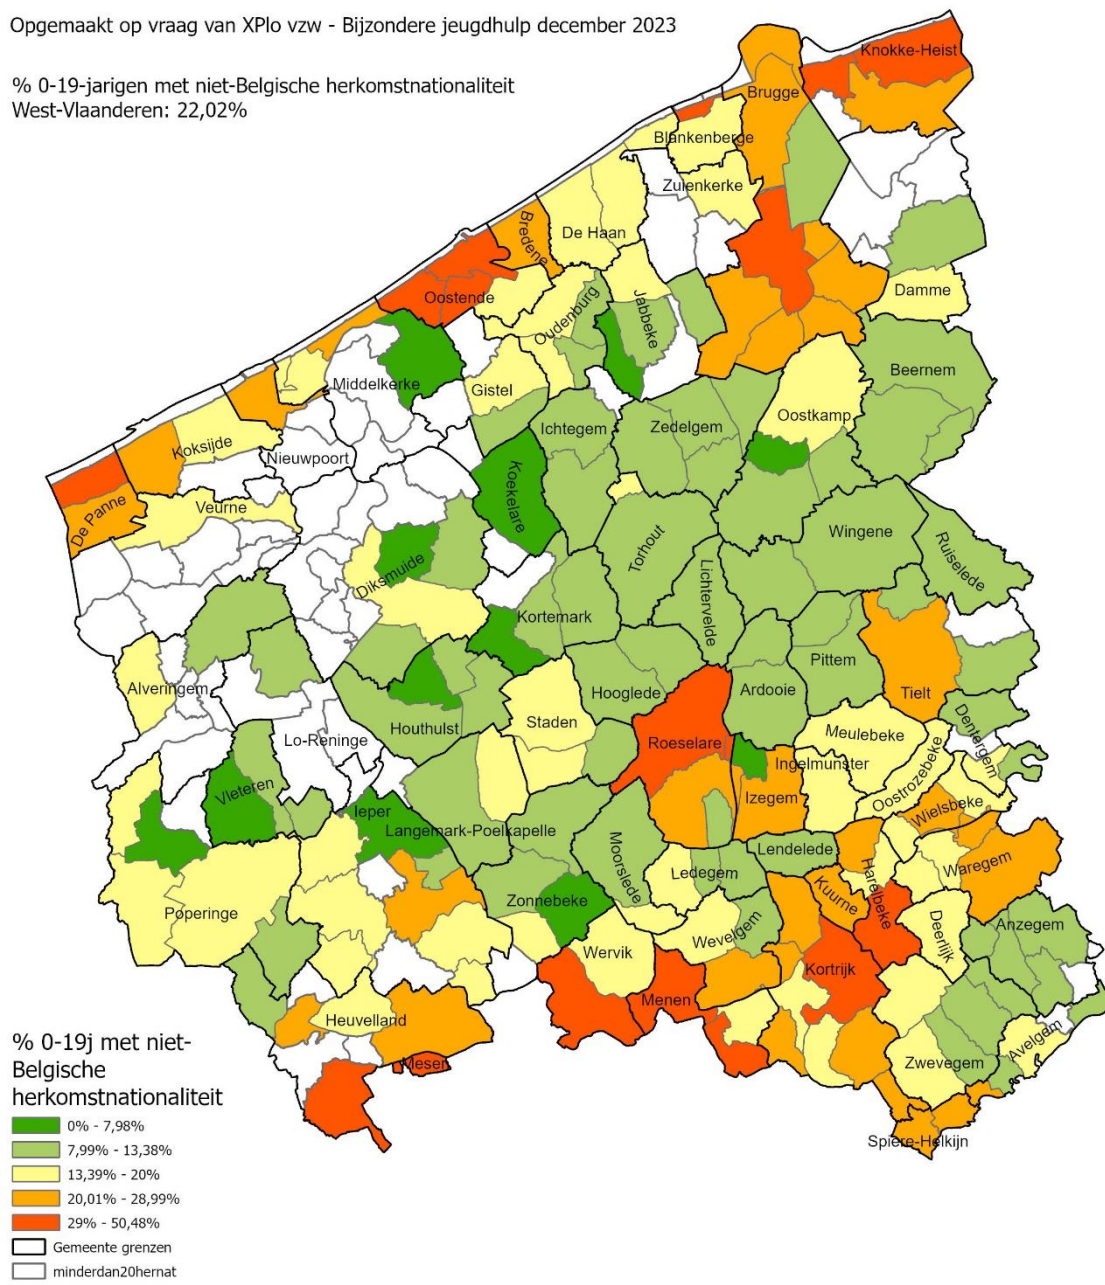 Opgemaakt op vraag van XPlo vzw - Bijzondere jeugdhulp december 2023
% 0-19-jarigen met niet-Belgische herkomstnationaliteit
West-Vlaanderen: 22,02%
Knokke-Heist
Brugge
Blankenberge
Zuienkerke
De Haan
Bredene
Oostende
Damme
Oudenburg
Jabbeke
Beernem
Middelkerke
Gistel
Oostkamp
Ichtegem
Zedelgem
Koksijde
Nieuwpoort
Koekelare
De Panne
Veurne
Torhout
Wingene
Ruiselede
Diksmuide
Lichtervelde
Kortemark
Pittem
Alveringem
Hooglede
Ardooie
Tielt
Houthulst
Staden
Lo-Reninge
Roeselare
Meulebeke
Dentergem
Ingelmunster
Vleteren
Oostrozebeke
Izegem
Wielsbeke
Ieper
Langemark-Poelkapelle
Moorslede
Lendelede
Waregem
Ledegem
Harelbeke
Kuurne
Zonnebeke
Poperinge
Wevelgem
Deerlijk
Anzegem
Wervik
Kortrijk
Menen
Heuvelland
Avelgem
Zwevegem
Mesen
Spiere-Helkijn
% 0-19j met niet-
Belgische
herkomstnationaliteit
0% - 7,98%
7,99% - 13,38%
13,39% - 20%
20,01% - 28,99%
29% - 50,48%
Gemeente grenzen
minderdan20hernat